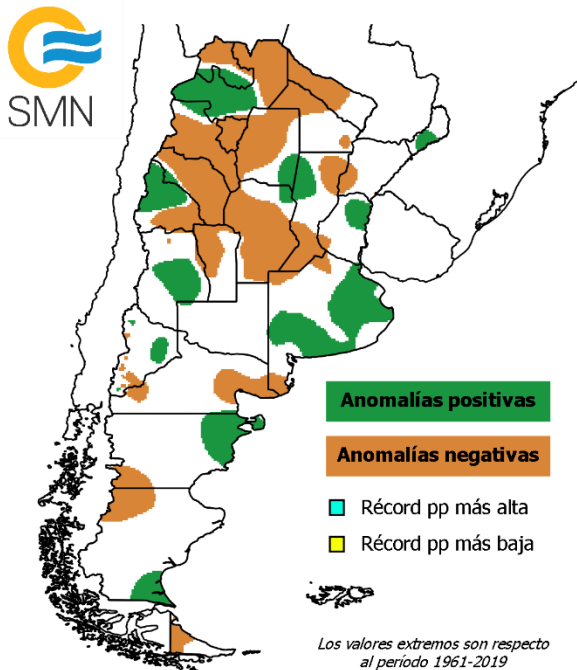 SMN
Anomalías positivas
Anomalías negativas
Récord pp más alta
Récord pp más baja
Los valores extremos son respecto
al período 1961-2019